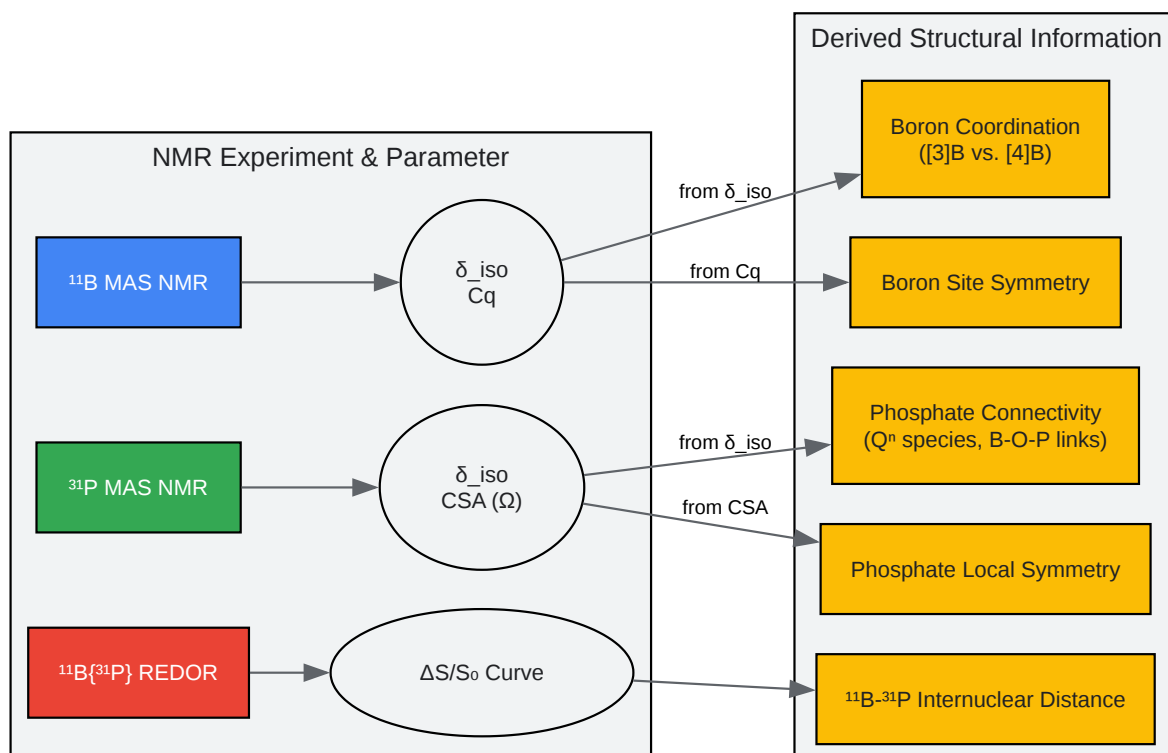 Derived Structural Information
Boron Coordination
([3]B vs. [4]B)
NMR Experiment & Parameter
from δ_iso
¹¹B MAS NMR
δ_iso
Cq
from Cq
Boron Site Symmetry
Phosphate Connectivity
(Qⁿ species, B-O-P links)
from δ_iso
³¹P MAS NMR
δ_iso
CSA (Ω)
from CSA
Phosphate Local Symmetry
¹¹B{³¹P} REDOR
ΔS/S₀ Curve
¹¹B-³¹P Internuclear Distance